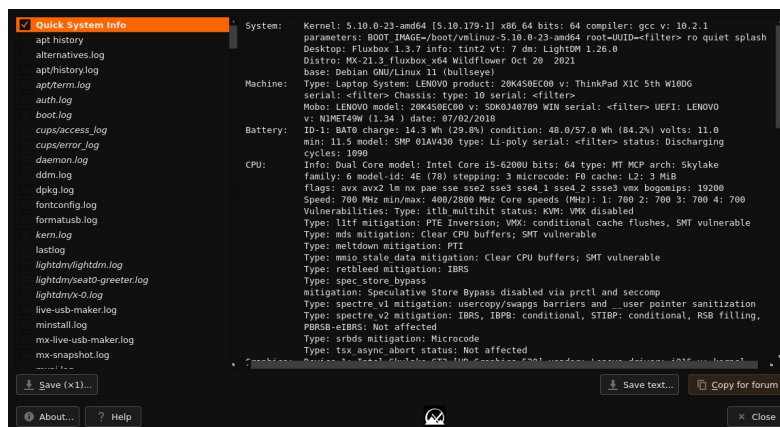 Quick System Info
apt history
alternatives.log
apt/history.log
apt/term.log
auth.log
boot.log
cups/access_log
cups/error_log
daemon.log
ddm.log
dpkg.log
fontconfig.log
formatusb.log
kern.log
lastlog
lightdm/lightdm.log
lightdm/seat0-greeter.log
lightdm/x-0.log
live-usb-maker.log
minstall.log
mx-live-usb-maker.log
mx-snapshot.log
System: Kernel: 5.10.0-23-amd64 [5.10.179-1] x86_64 bits: 64 compiler: gcc v: 10.2.1
parameters: BOOT_IMAGE=/boot/vmlinuz-5.10.0-23-amd64 root=UUID=<filter> ro quiet splash
Desktop: Fluxbox 1.3.7 info: tint2 vt: 7 dm: LightDM 1.26.0
Distro: MX-21.3_fluxbox_x64 Wildflower Oct 20 2021
base: Debian GNU/Linux 11 (bullseye)
Machine: Type: Laptop System: LENOVO product: 20K4S0EC00 v: ThinkPad X1C 5th W10DG
serial: <filter> Chassis: type: 10 serial: <filter>
Mobo: LENOVO model: 20K4S0EC00 v: SDK0J40709 WIN serial: <filter> UEFI: LENOVO
v: N1MET49W (1.34 ) date: 07/02/2018
Battery: ID-1: BAT0 charge: 14.3 Wh (29.8%) condition: 48.0/57.0 Wh (84.2%) volts: 11.0
min: 11.5 model: SMP 01AV430 type: Li-poly serial: <filter> status: Discharging
cycles: 1090
CPU: Info: Dual Core model: Intel Core i5-6200U bits: 64 type: MT MCP arch: Skylake
family: 6 model-id: 4E (78) stepping: 3 microcode: F0 cache: L2: 3 MiB
flags: avx avx2 lm nx pae sse sse2 sse3 sse4_1 sse4_2 ssse3 vmx bogomips: 19200
Speed: 700 MHz min/max: 400/2800 MHz Core speeds (MHz): 1: 700 2: 700 3: 700 4: 700
Vulnerabilities: Type: itlb_multihit status: KVM: VMX disabled
Type: l1tf mitigation: PTE Inversion; VMX: conditional cache flushes, SMT vulnerable
Type: mds mitigation: Clear CPU buffers; SMT vulnerable
Type: meltdown mitigation: PTI
Type: mmio_stale_data mitigation: Clear CPU buffers; SMT vulnerable
Type: retbleed mitigation: IBRS
Type: spec_store_bypass
mitigation: Speculative Store Bypass disabled via prctl and seccomp
Type: spectre_v1 mitigation: usercopy/swapgs barriers and __user pointer sanitization
Type: spectre_v2 mitigation: IBRS, IBPB: conditional, STIBP: conditional, RSB filling,
PBRSB-eIBRS: Not affected
Type: srbds mitigation: Microcode
Type: tsx_async_abort status: Not affected
Save (×1)...
Save text...
Copy for forum
About...
? Help
× Close